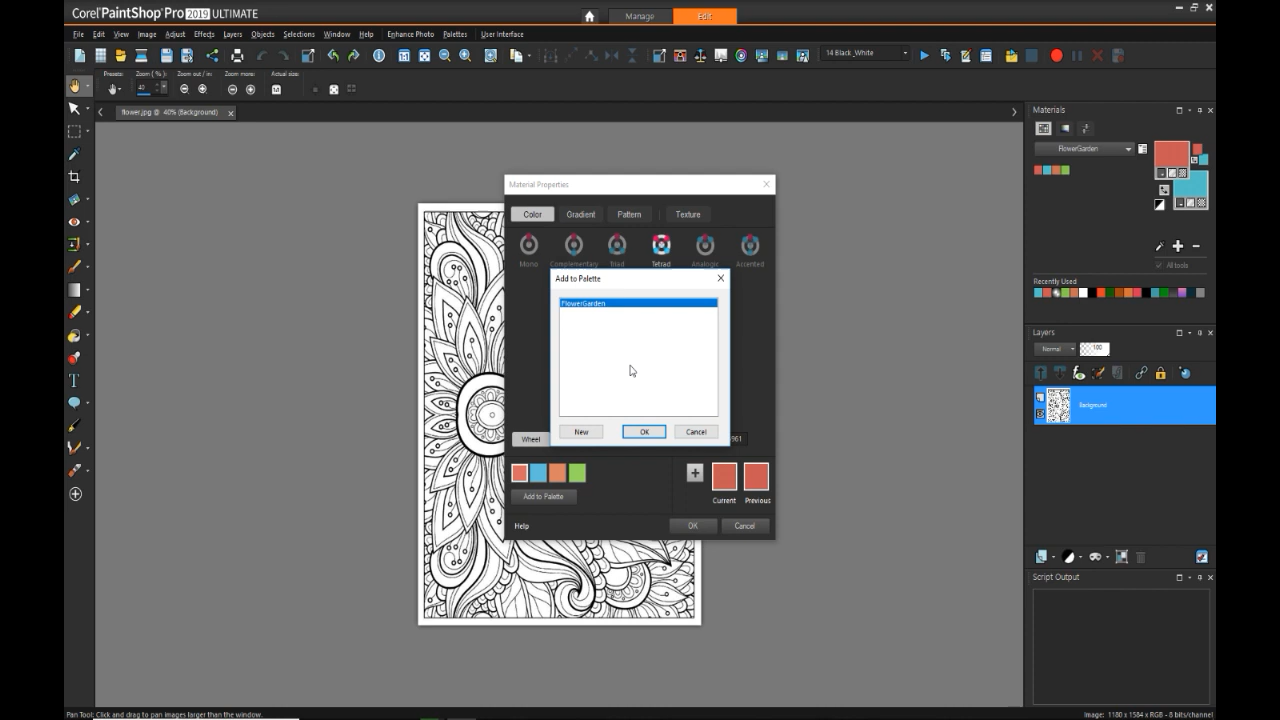 Corel PaintShop Pro 2019 ULTIMATE
Manage
Edit
File Edit View Image Adjust Effects Layers Objects Selections Window Help Enhance Photo Palettes User Interface
14 Black_White
Presets: Zoom (%): Zoom out / in: Zoom more: Actual size:
40
flower.jpg @ 40% (Background)
Material Properties
Color Gradient Pattern Texture
Mono Complementary Triad Tetrad Analogic Accented
Add to Palette
FlowerGarden
New OK Cancel
Wheel
Add to Palette
Current Previous
Help OK Cancel
Materials
FlowerGarden
All tools
Recently Used
Layers
Normal 100
Background
Script Output
Pan Tool: Click and drag to pan images larger than the window.
Image: 1180 x 1584 x RGB - 8 bits/channel